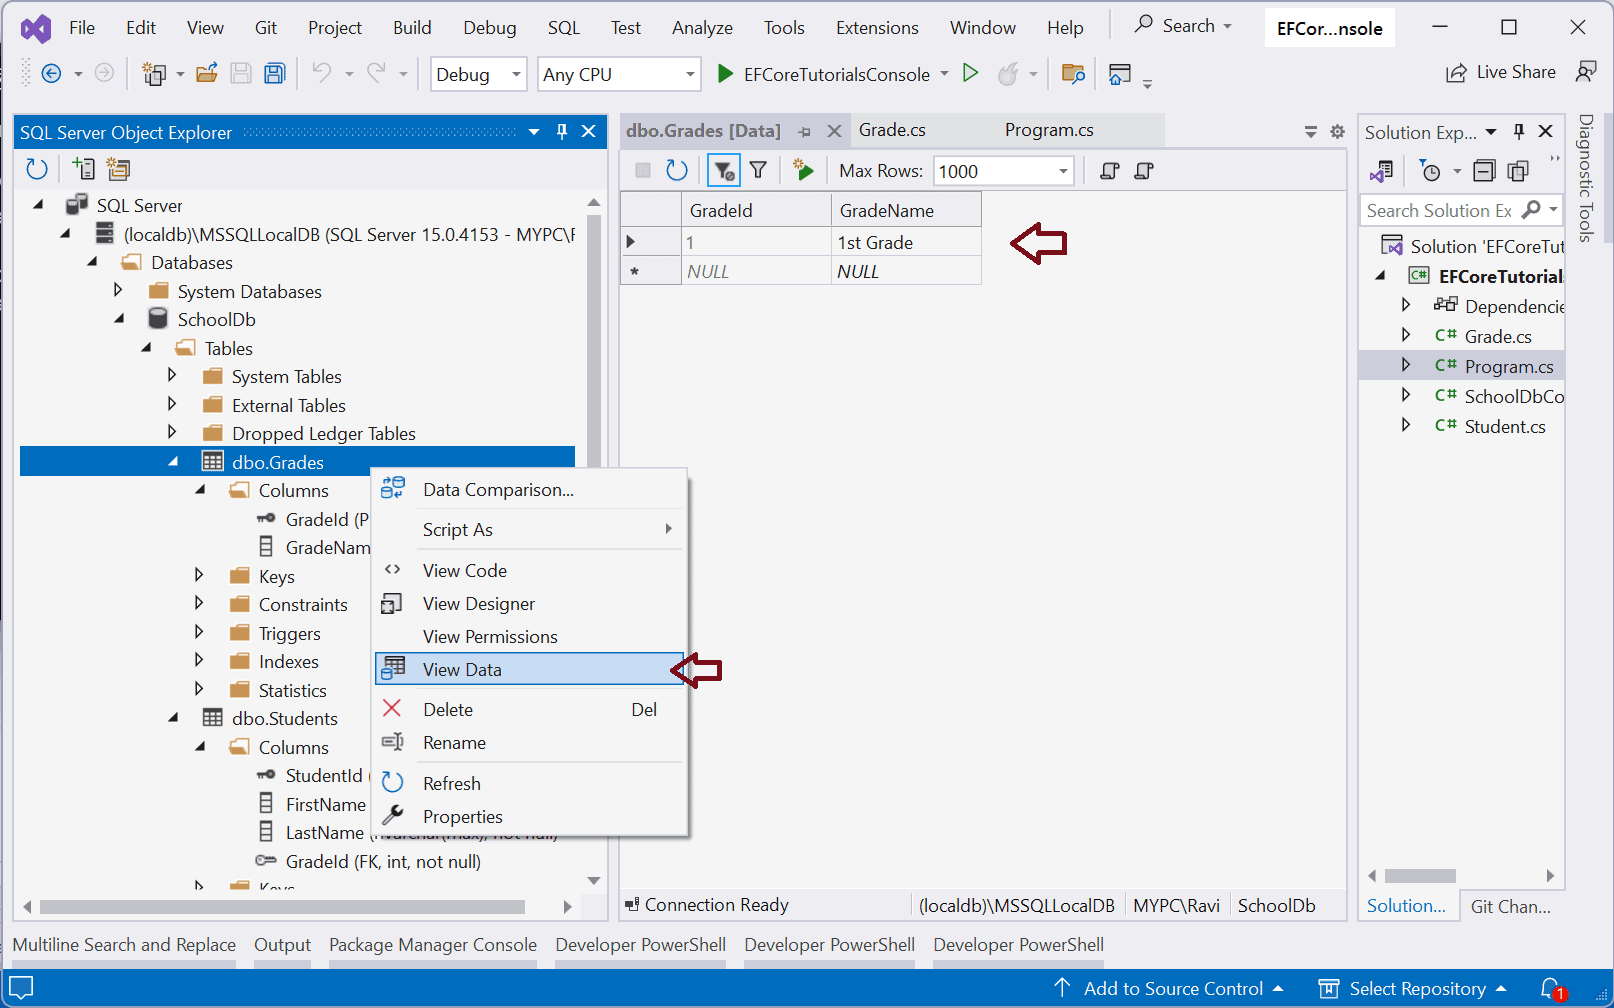 File Edit View Git Project Build Debug SQL Test Analyze Tools Extensions Window Help Search EFCor...nsole
Debug Any CPU EFCoreTutorialsConsole Live Share
SQL Server Object Explorer
SQL Server
(localdb)\MSSQLLocalDB (SQL Server 15.0.4153 - MYPC\
Databases
System Databases
SchoolDb
Tables
System Tables
External Tables
Dropped Ledger Tables
dbo.Grades
Columns
GradeId (P
GradeNam
Keys
Constraints
Triggers
Indexes
Statistics
dbo.Students
Columns
StudentId (
FirstName
LastName (nvarchar(max), not null)
GradeId (FK, int, not null)
Keys
Data Comparison...
Script As
View Code
View Designer
View Permissions
View Data
Delete Del
Rename
Refresh
Properties
dbo.Grades [Data] Grade.cs Program.cs
Max Rows: 1000
GradeId GradeName
1 1st Grade
* NULL NULL
Connection Ready (localdb)\MSSQLLocalDB MYPC\Ravi SchoolDb
Solution Exp...
Search Solution Ex
Solution 'EFCoreTut
C# EFCoreTutorial
Dependencie
C# Grade.cs
C# Program.cs
C# SchoolDbCo
C# Student.cs
Solution... Git Chan...
Diagnostic Tools
Multiline Search and Replace Output Package Manager Console Developer PowerShell Developer PowerShell Developer PowerShell
Add to Source Control Select Repository 1